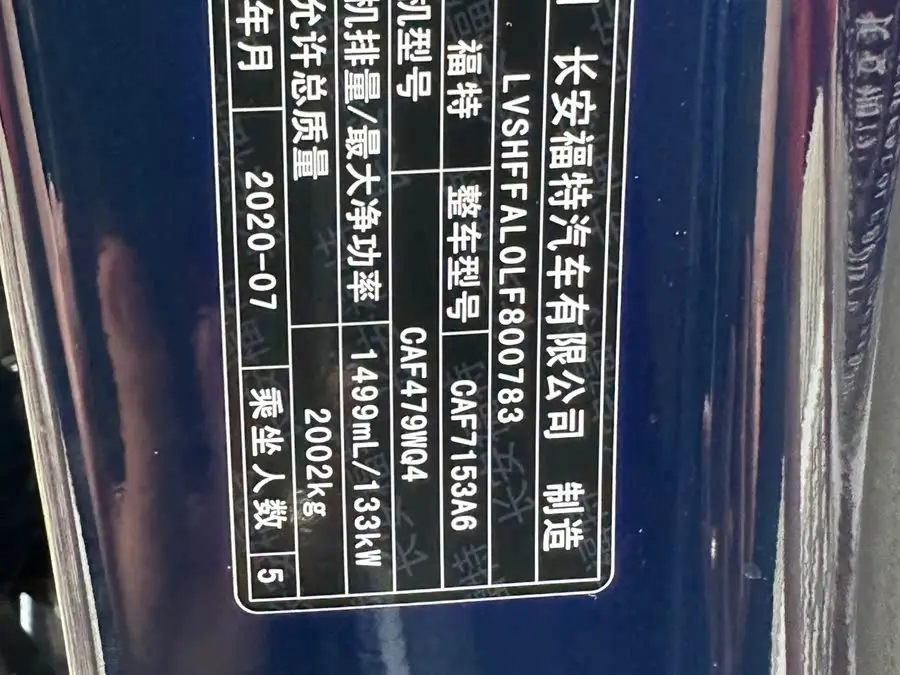 长安福特汽车有限公司 制造
LVSHFFAL0LF800783
福特 整车型号 CAF7153A6
机型号 CAF479WQ4
机排量/最大净功率 1499mL/133kW
允许总质量 2002kg
年月 2020-07 乘坐人数 5